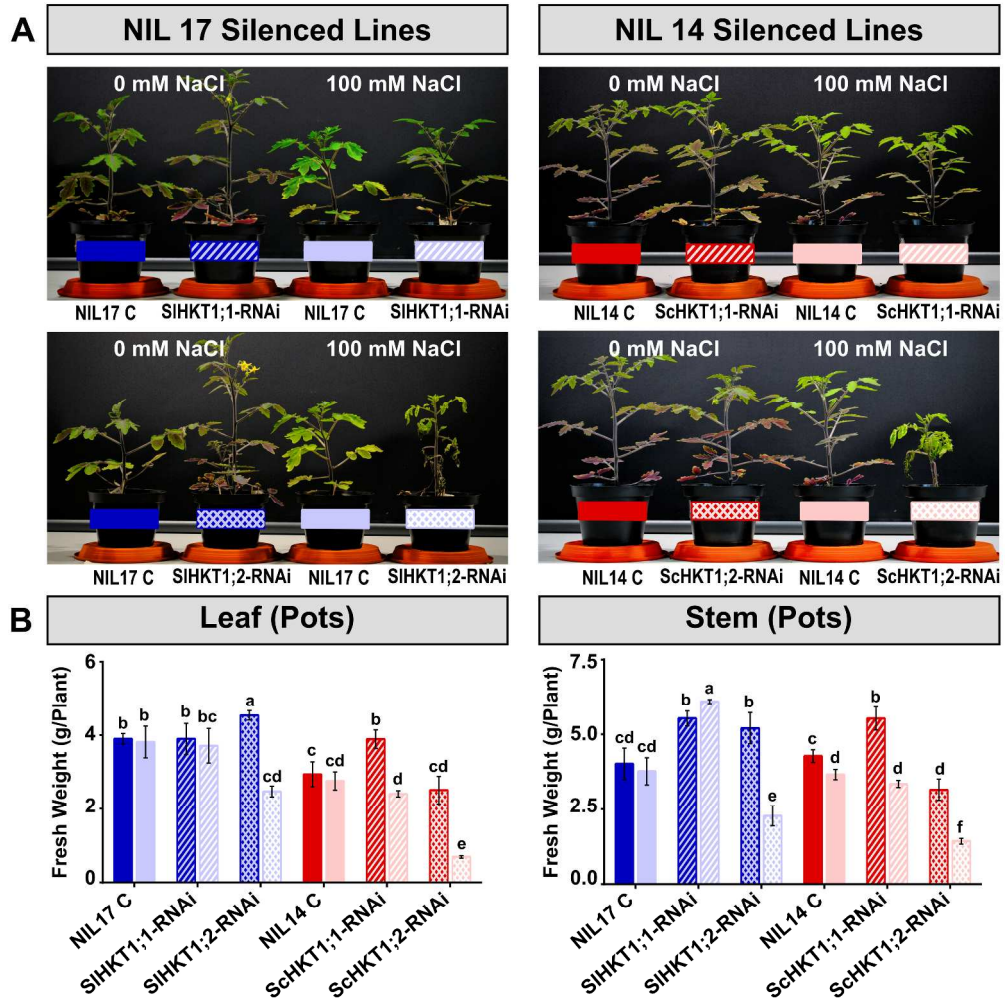 A
NIL 17 Silenced Lines
NIL 14 Silenced Lines
0 mM NaCl 100 mM NaCl
0 mM NaCl 100 mM NaCl
NIL17 C SlHKT1;1-RNAi NIL17 C SlHKT1;1-RNAi
NIL14 C ScHKT1;1-RNAi NIL14 C ScHKT1;1-RNAi
0 mM NaCl 100 mM NaCl
0 mM NaCl 100 mM NaCl
NIL17 C SlHKT1;2-RNAi NIL17 C SlHKT1;2-RNAi
NIL14 C ScHKT1;2-RNAi NIL14 C ScHKT1;2-RNAi
B
Leaf (Pots)
Fresh Weight (g/Plant)
6
4
2
0
b b b bc a cd c cd b d cd e
NIL17 C
SlHKT1;1-RNAi
SlHKT1;2-RNAi
NIL14 C
ScHKT1;1-RNAi
ScHKT1;2-RNAi
Stem (Pots)
Fresh Weight (g/Plant)
7.5
5.0
2.5
0.0
cd cd b a b e c d b d d f
NIL17 C
SlHKT1;1-RNAi
SlHKT1;2-RNAi
NIL14 C
ScHKT1;1-RNAi
ScHKT1;2-RNAi